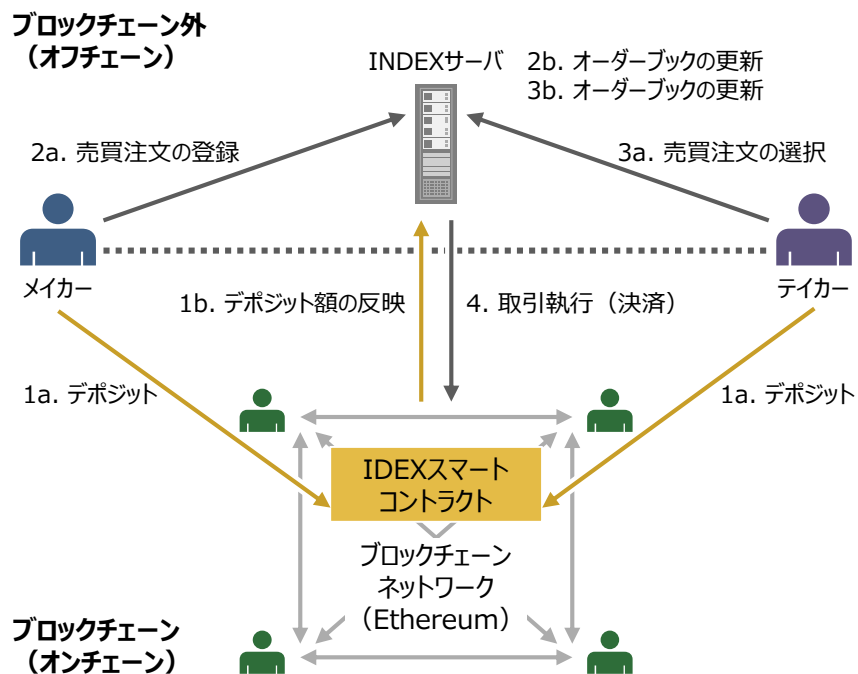 ブロックチェーン外
（オフチェーン）
INDEXサーバ
2b. オーダーブックの更新
3b. オーダーブックの更新
2a. 売買注文の登録
3a. 売買注文の選択
メイカー
テイカー
1b. デポジット額の反映
4. 取引執行（決済）
1a. デポジット
1a. デポジット
IDEXスマート
コントラクト
ブロックチェーン
ネットワーク
（Ethereum）
ブロックチェーン
（オンチェーン）